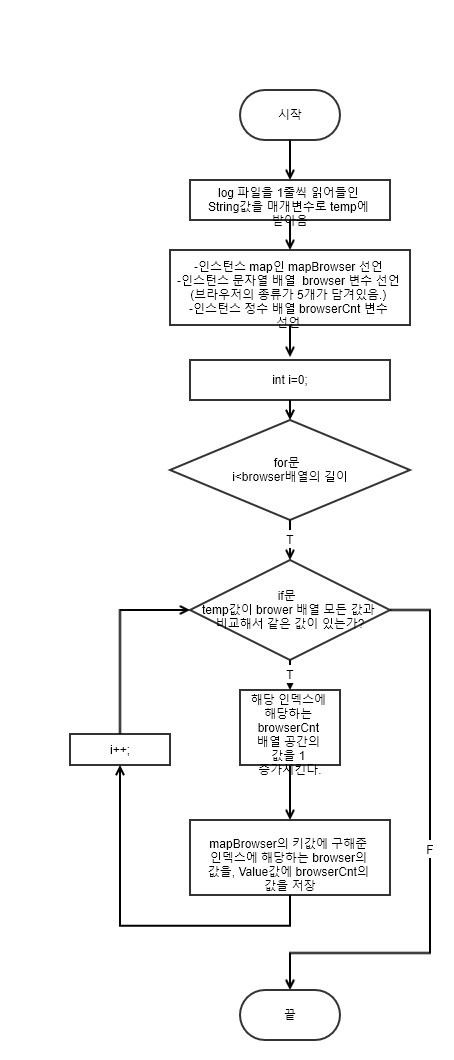 시작
log 파일을 1줄씩 읽어들인
String값을 매개변수로 temp에
받아옴
-인스턴스 map인 mapBrowser 선언
-인스턴스 문자열 배열 browser 변수 선언
(브라우저의 종류가 5개가 담겨있음.)
-인스턴스 정수 배열 browserCnt 변수
선언
int i=0;
for문
i<browser배열의 길이
T
if문
temp값이 brower 배열 모든 값과
비교해서 같은 값이 있는가?
T
해당 인덱스에
해당하는
browserCnt
배열 공간의
값을 1
증가시킨다.
i++;
mapBrowser의 키값에 구해준
인덱스에 해당하는 browser의
값을, Value값에 browserCnt의
값을 저장
F
끝